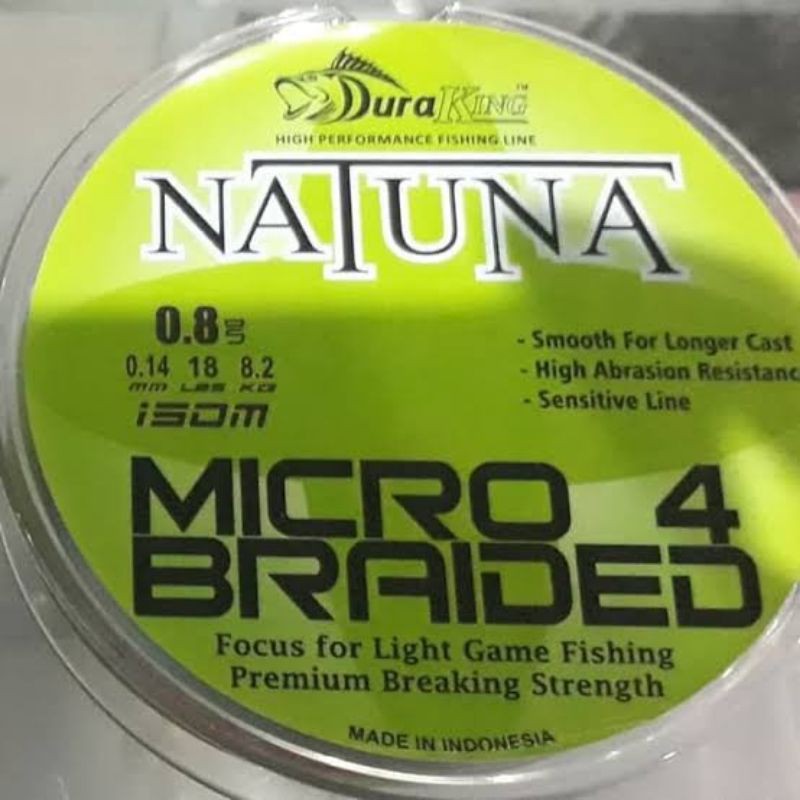 DuraKing™
HIGH PERFORMANCE FISHING LINE
NATUNA
0.8
0.14 18 8.2
MM LBS KG
150M
- Smooth For Longer Cast
- High Abrasion Resistanc
- Sensitive Line
MICRO 4
BRAIDED
Focus for Light Game Fishing
Premium Breaking Strength
MADE IN INDONESIA